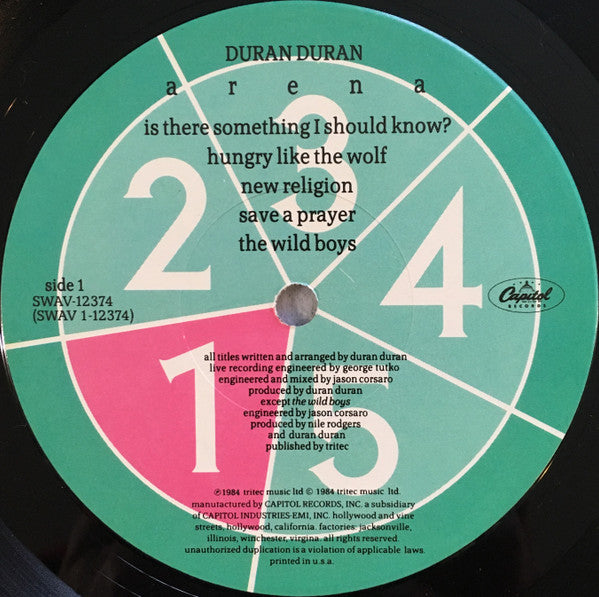 DURAN DURAN
arena
is there something I should know?
hungry like the wolf
new religion
save a prayer
the wild boys
3
2
4
1
5
side 1
SWAV-12374
(SWAV 1-12374)
Capitol
RECORDS
all titles written and arranged by duran duran
live recording engineered by george tutko
engineered and mixed by jason corsaro
produced by duran duran
except the wild boys
engineered by jason corsaro
produced by nile rodgers
and duran duran
published by tritec
℗1984 tritec music ltd © 1984 tritec music ltd.
manufactured by CAPITOL RECORDS, INC. a subsidiary
of CAPITOL INDUSTRIES-EMI, INC. hollywood and vine
streets, hollywood, california. factories: jacksonville,
illinois, winchester, virgina. all rights reserved.
unauthorized duplication is a violation of applicable laws.
printed in u.s.a.